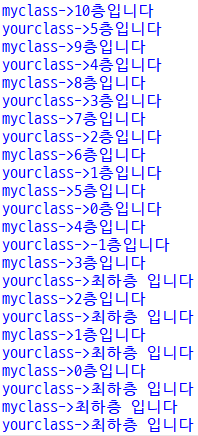 myclass->10층입니다
yourclass->5층입니다
myclass->9층입니다
yourclass->4층입니다
myclass->8층입니다
yourclass->3층입니다
myclass->7층입니다
yourclass->2층입니다
myclass->6층입니다
yourclass->1층입니다
myclass->5층입니다
yourclass->0층입니다
myclass->4층입니다
yourclass->-1층입니다
myclass->3층입니다
yourclass->최하층 입니다
myclass->2층입니다
yourclass->최하층 입니다
myclass->1층입니다
yourclass->최하층 입니다
myclass->0층입니다
yourclass->최하층 입니다
myclass->최하층 입니다
yourclass->최하층 입니다